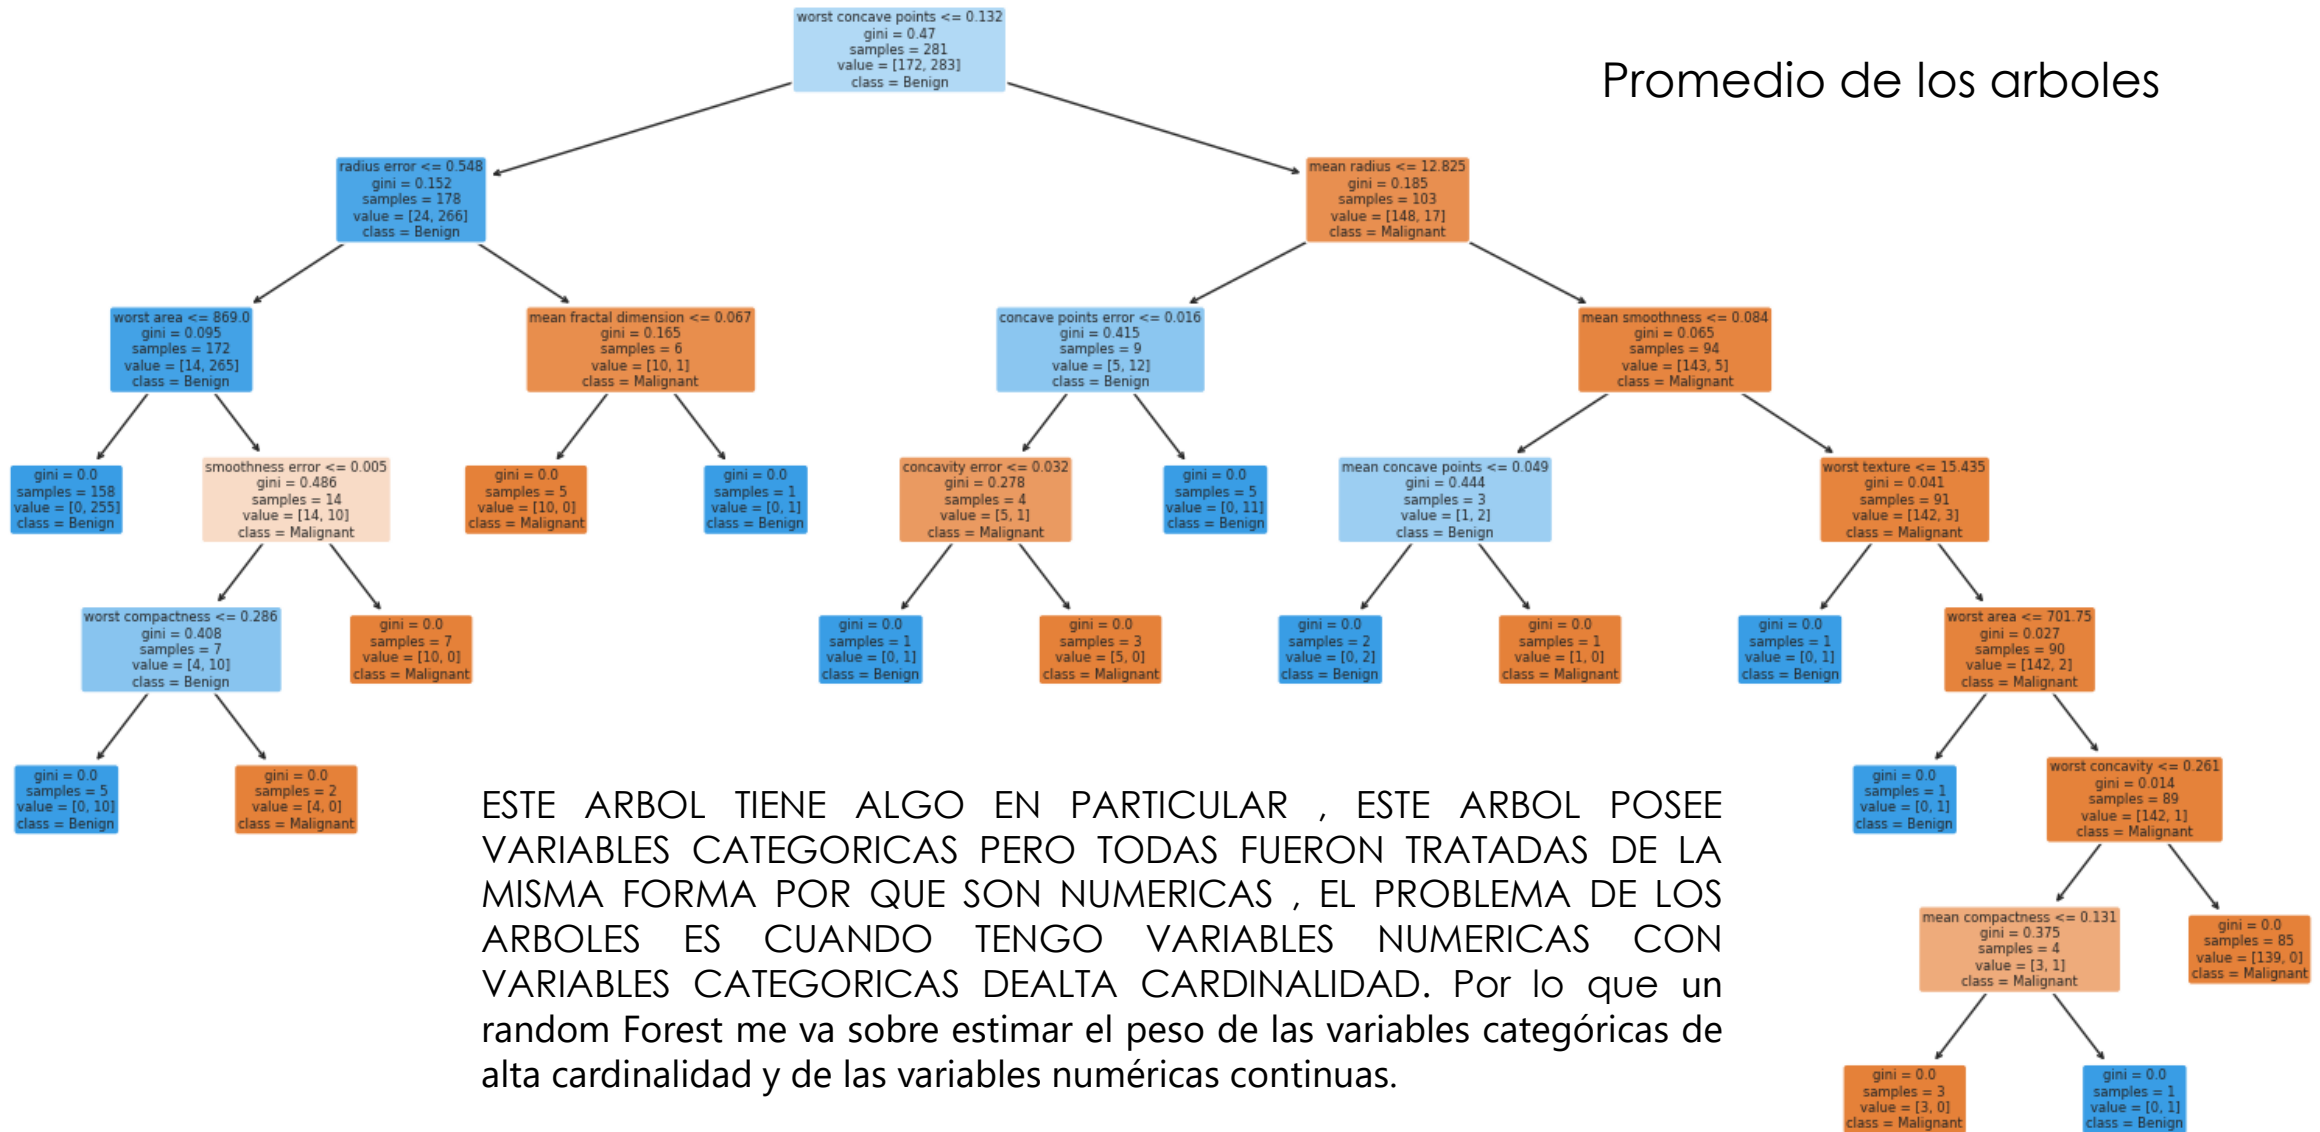 worst concave points <= 0.132
gini = 0.47
samples = 281
value = [172, 283]
class = Benign
Promedio de los arboles
radius error <= 0.548
gini = 0.152
samples = 178
value = [24, 266]
class = Benign
mean radius <= 12.825
gini = 0.185
samples = 103
value = [148, 17]
class = Malignant
worst area <= 869.0
gini = 0.095
samples = 172
value = [14, 265]
class = Benign
mean fractal dimension <= 0.067
gini = 0.165
samples = 6
value = [10, 1]
class = Malignant
concave points error <= 0.016
gini = 0.415
samples = 9
value = [5, 12]
class = Benign
mean smoothness <= 0.084
gini = 0.065
samples = 94
value = [143, 5]
class = Malignant
gini = 0.0
samples = 158
value = [0, 255]
class = Benign
smoothness error <= 0.005
gini = 0.486
samples = 14
value = [14, 10]
class = Malignant
gini = 0.0
samples = 5
value = [10, 0]
class = Malignant
gini = 0.0
samples = 1
value = [0, 1]
class = Benign
concavity error <= 0.032
gini = 0.278
samples = 4
value = [5, 1]
class = Malignant
gini = 0.0
samples = 5
value = [0, 11]
class = Benign
mean concave points <= 0.049
gini = 0.444
samples = 3
value = [1, 2]
class = Benign
worst texture <= 15.435
gini = 0.041
samples = 91
value = [142, 3]
class = Malignant
worst compactness <= 0.286
gini = 0.408
samples = 7
value = [4, 10]
class = Benign
gini = 0.0
samples = 7
value = [10, 0]
class = Malignant
gini = 0.0
samples = 1
value = [0, 1]
class = Benign
gini = 0.0
samples = 3
value = [5, 0]
class = Malignant
gini = 0.0
samples = 2
value = [0, 2]
class = Benign
gini = 0.0
samples = 1
value = [1, 0]
class = Malignant
gini = 0.0
samples = 1
value = [0, 1]
class = Benign
worst area <= 701.75
gini = 0.027
samples = 90
value = [142, 2]
class = Malignant
gini = 0.0
samples = 5
value = [0, 10]
class = Benign
gini = 0.0
samples = 2
value = [4, 0]
class = Malignant
gini = 0.0
samples = 1
value = [0, 1]
class = Benign
worst concavity <= 0.261
gini = 0.014
samples = 89
value = [142, 1]
class = Malignant
ESTE ARBOL TIENE ALGO EN PARTICULAR , ESTE ARBOL POSEE
VARIABLES CATEGORICAS PERO TODAS FUERON TRATADAS DE LA
MISMA FORMA POR QUE SON NUMERICAS , EL PROBLEMA DE LOS
ARBOLES ES CUANDO TENGO VARIABLES NUMERICAS CON
VARIABLES CATEGORICAS DEALTA CARDINALIDAD. Por lo que un
random Forest me va sobre estimar el peso de las variables categóricas de
alta cardinalidad y de las variables numéricas continuas.
mean compactness <= 0.131
gini = 0.375
samples = 4
value = [3, 1]
class = Malignant
gini = 0.0
samples = 85
value = [139, 0]
class = Malignant
gini = 0.0
samples = 3
value = [3, 0]
class = Malignant
gini = 0.0
samples = 1
value = [0, 1]
class = Benign